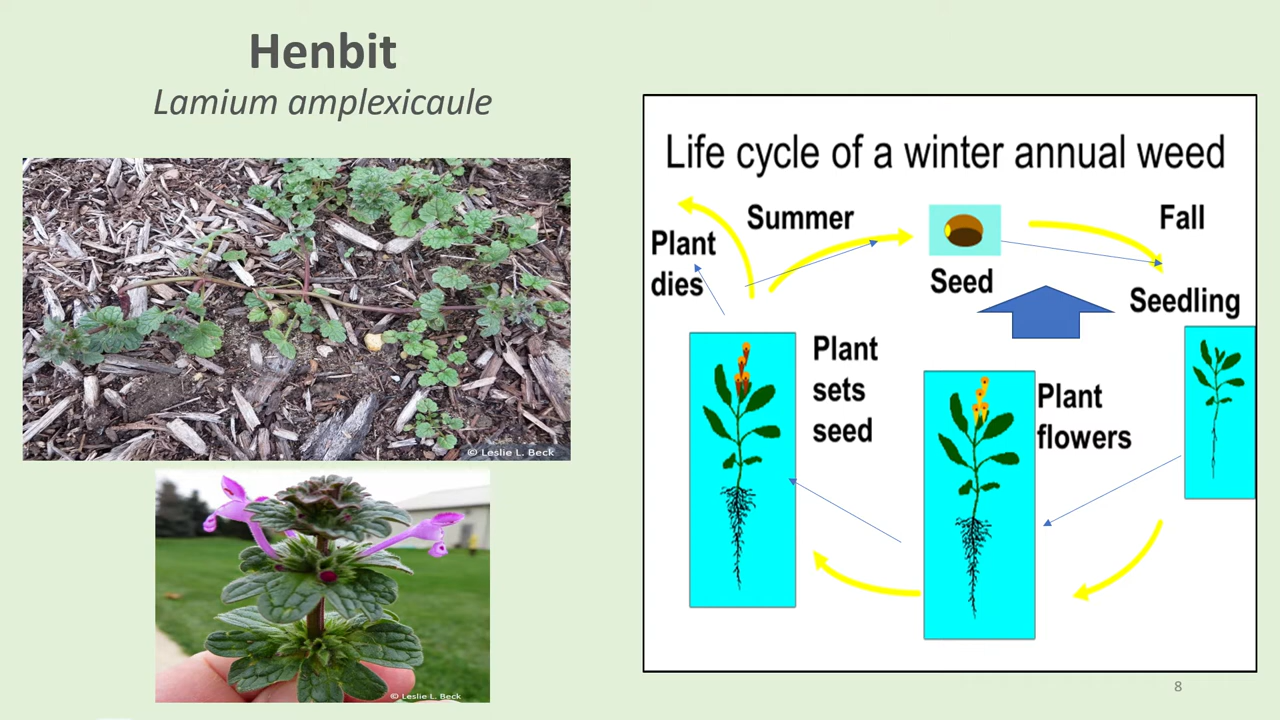 Henbit
Lamium amplexicaule
© Leslie L. Beck
© Leslie L. Beck
Life cycle of a winter annual weed
Summer
Fall
Plant
dies
Seed
Seedling
Plant
sets
seed
Plant
flowers
8